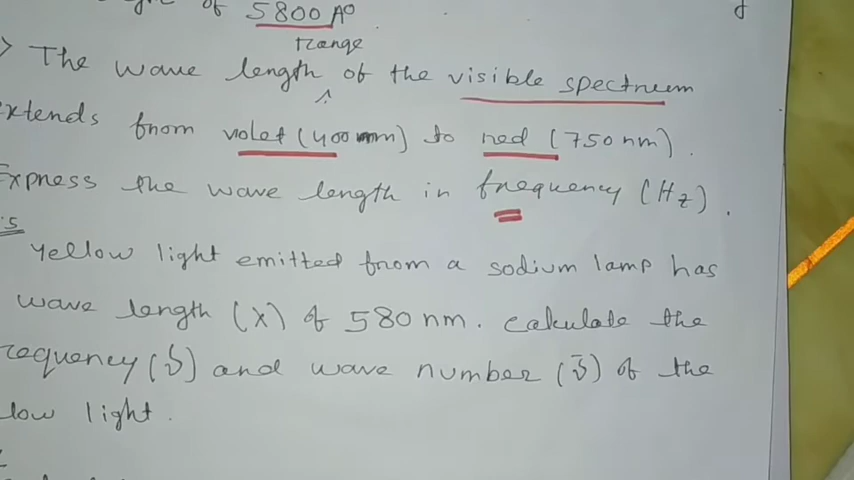 of 5800 A°
range
The wave length ^ of the visible spectrum
xtends from violet (400 nm) to red (750 nm).
Express the wave length in frequency (Hz).
Yellow light emitted from a sodium lamp has
wave length (λ) of 580 nm. calculate the
requency (ν) and wave number (ν̄) of the
low light.